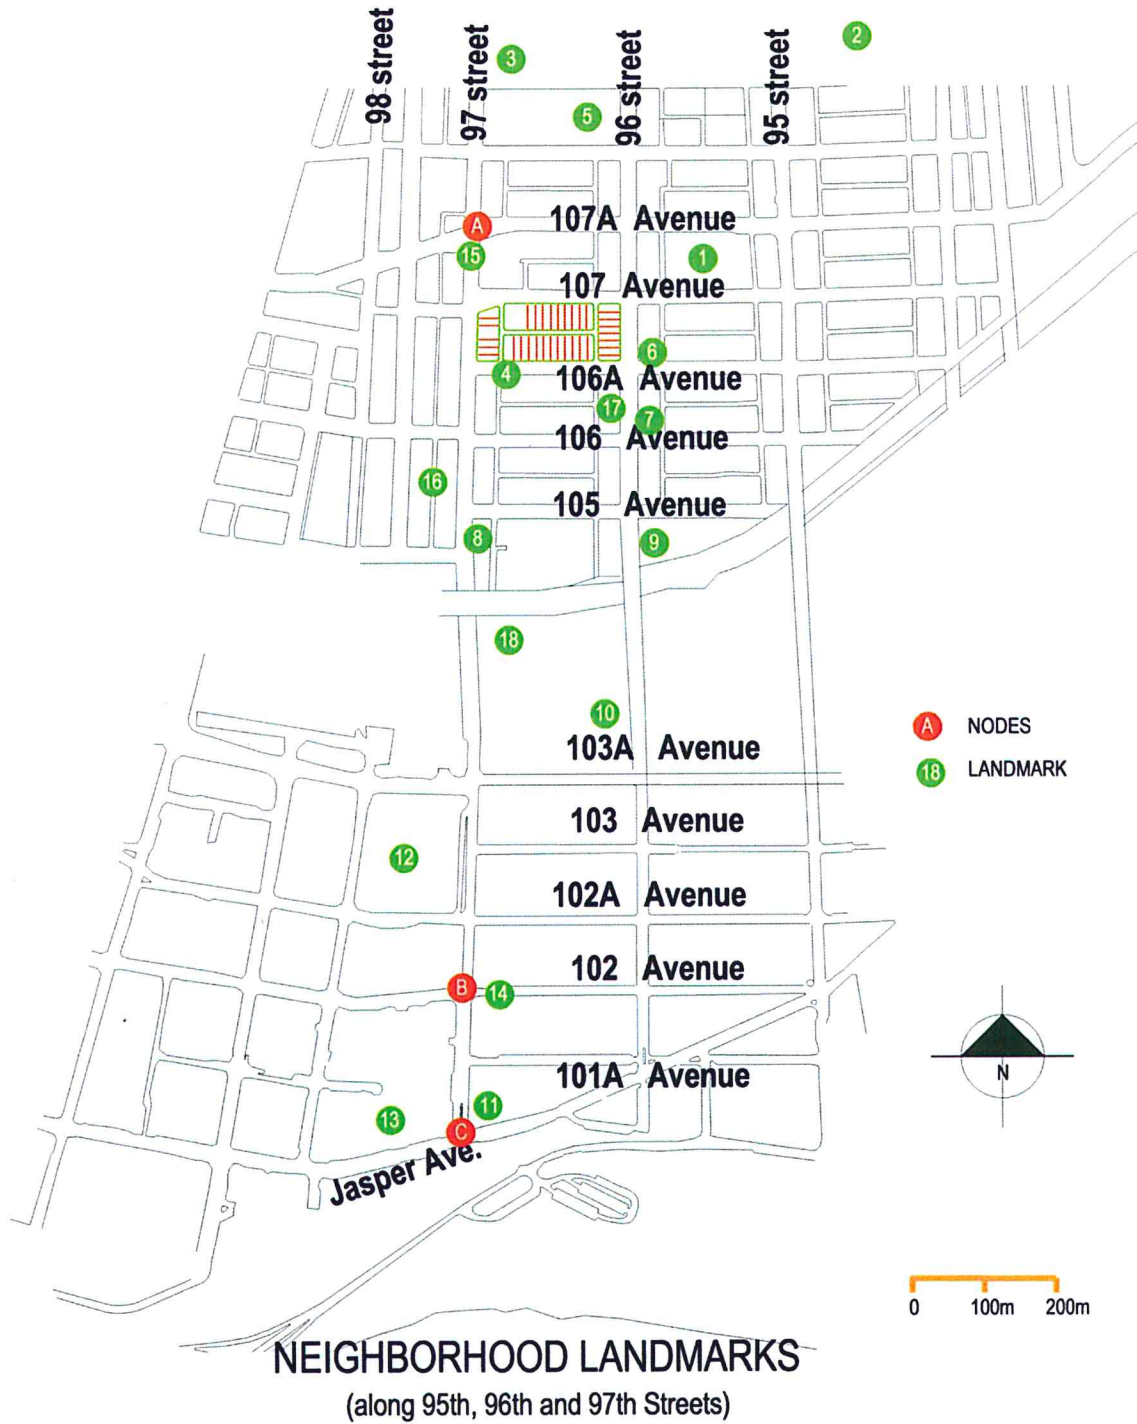 98 street
97 street
96 street
95 street
3
2
5
107A Avenue
A
15
1
107 Avenue
6
4
106A Avenue
17
7
106 Avenue
16
105 Avenue
8
9
18
10
103A Avenue
A NODES
18 LANDMARK
103 Avenue
12
102A Avenue
102 Avenue
B
14
101A Avenue
N
13
11
C
Jasper Ave.
0 100m 200m
NEIGHBORHOOD LANDMARKS
(along 95th, 96th and 97th Streets)